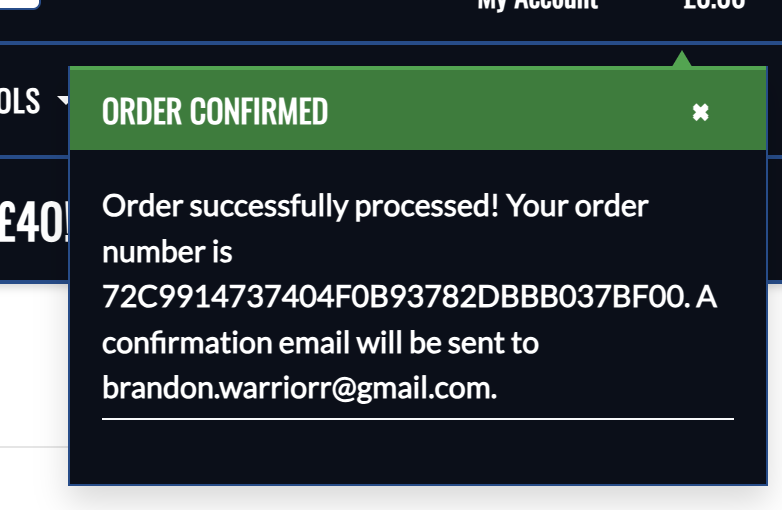 My Account £0.00
OLS
ORDER CONFIRMED
£40!
Order successfully processed! Your order
number is
72C9914737404F0B93782DBBB037BF00. A
confirmation email will be sent to
brandon.warriorr@gmail.com.